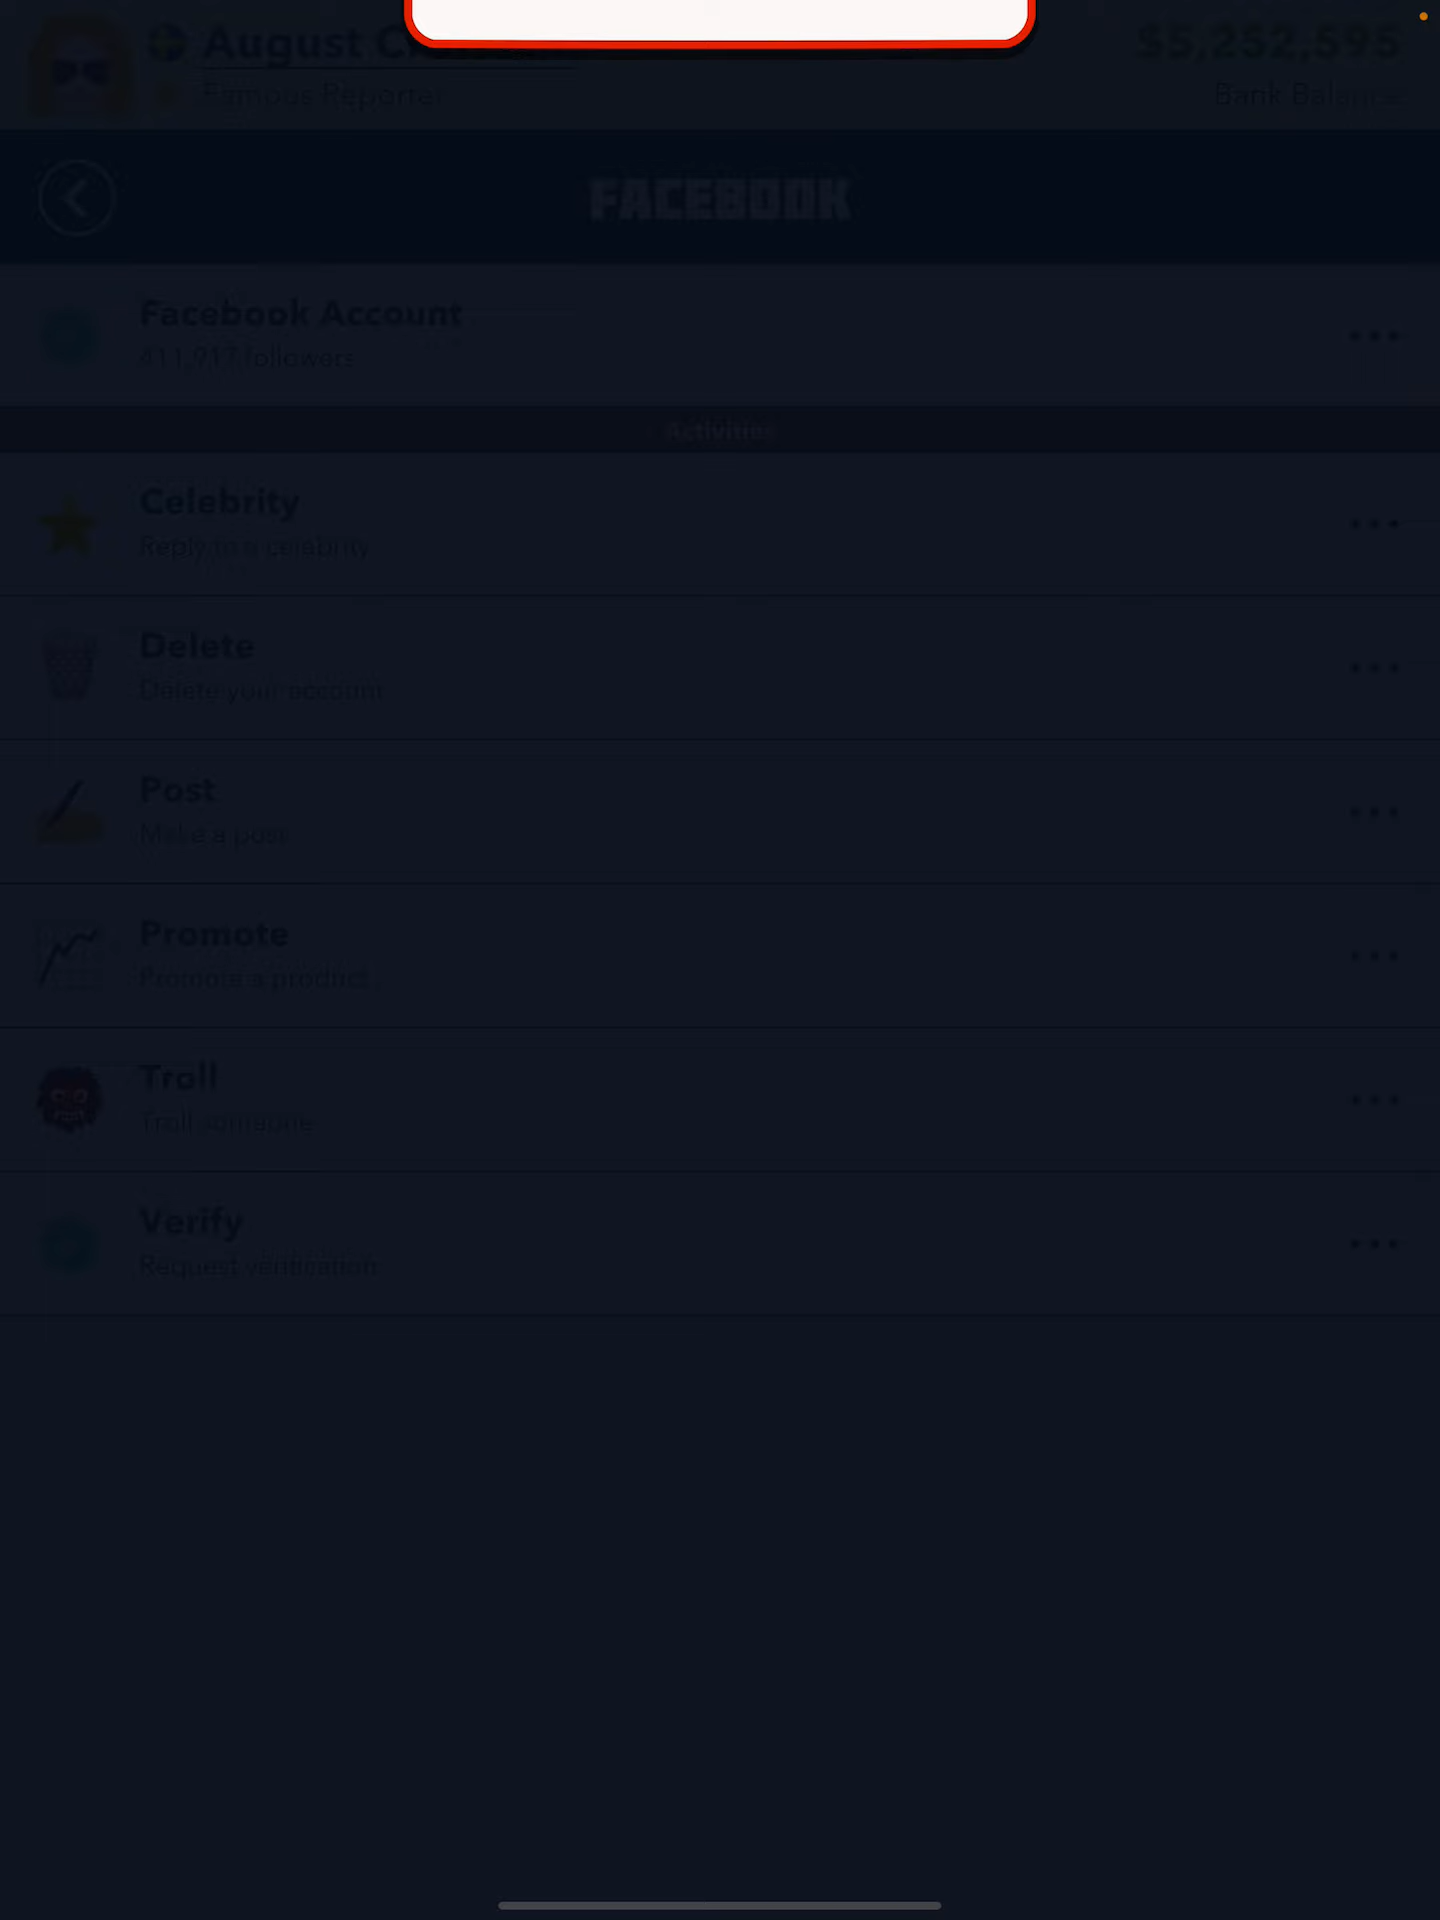 August
Famous Reporter
$5,252,595
Bank Balance
FACEBOOK
Facebook Account
411,917 followers
Activities
Celebrity
Reply to a celebrity
Delete
Delete your account
Post
Make a post
Promote
Promote a product
Troll
Troll someone
Verify
Request verification